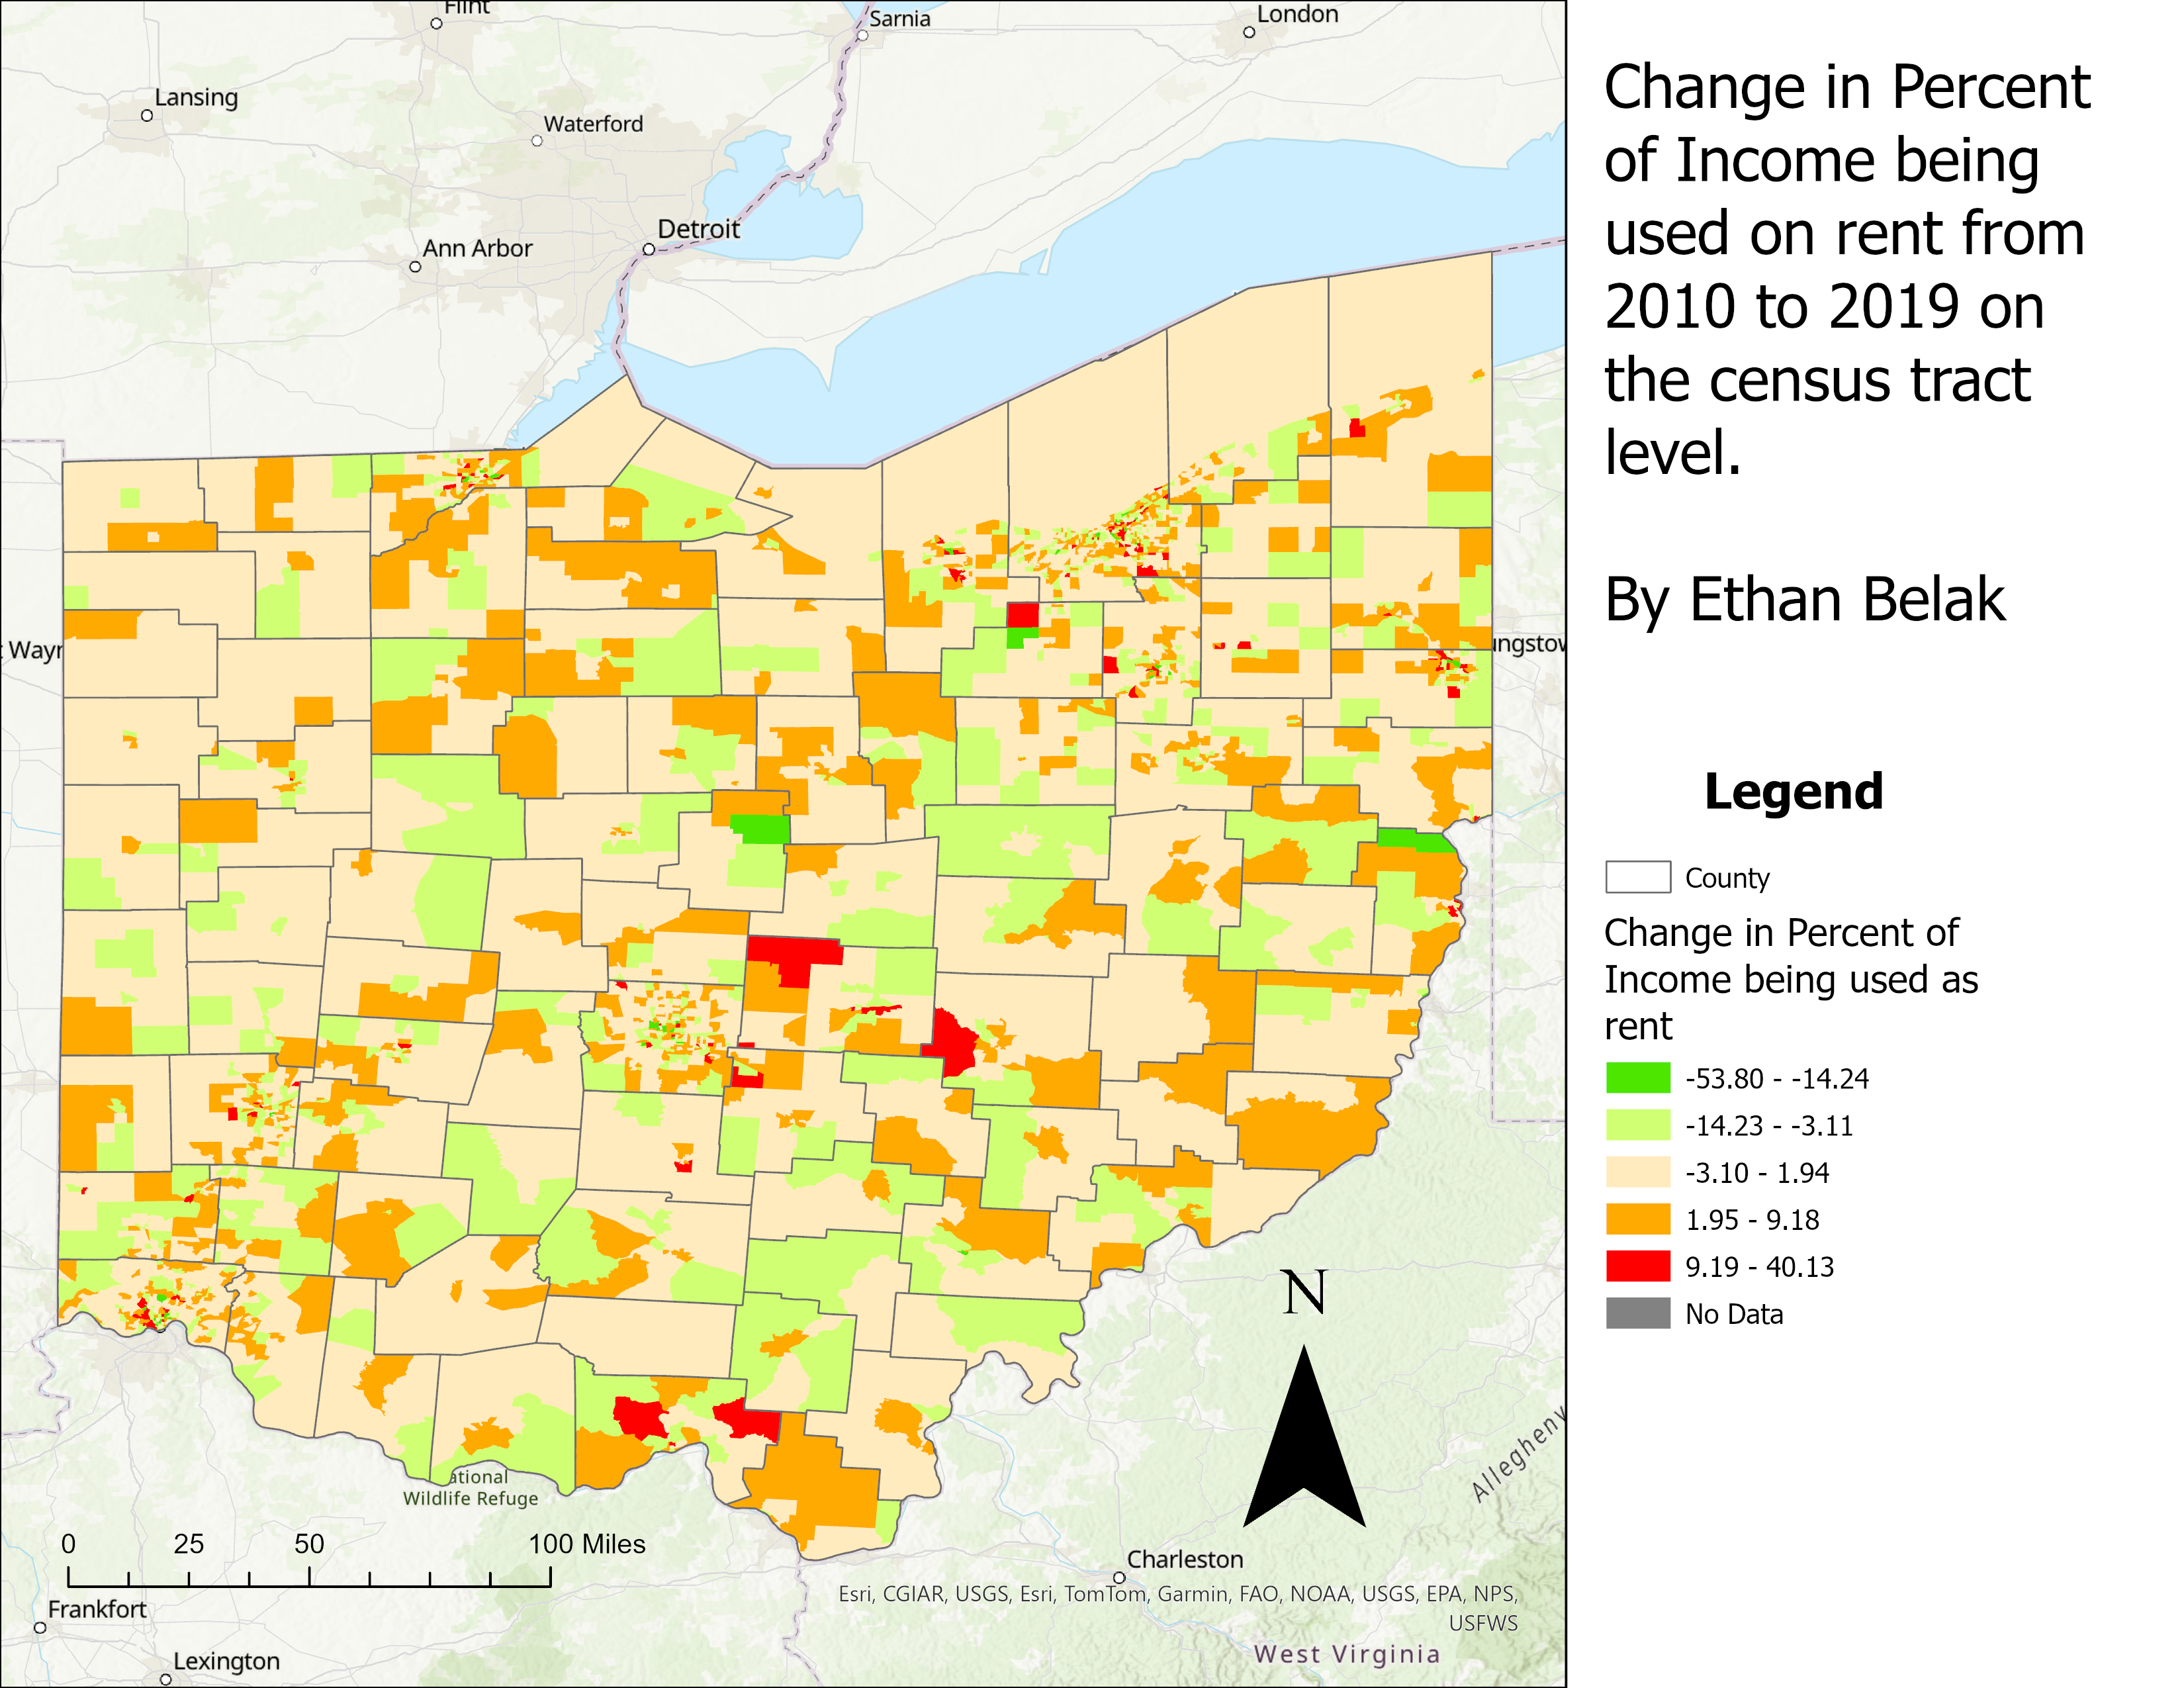 Flint
Sarnia
London
Lansing
Waterford
Detroit
Ann Arbor
Wayn
ungstow
ational
Wildlife Refuge
0 25 50 100 Miles
Frankfort
Lexington
Charleston
Esri, CGIAR, USGS, Esri, TomTom, Garmin, FAO, NOAA, USGS, EPA, NPS,
USFWS
West Virginia
Allegheny
N
Change in Percent
of Income being
used on rent from
2010 to 2019 on
the census tract
level.
By Ethan Belak
Legend
County
Change in Percent of
Income being used as
rent
-53.80 - -14.24
-14.23 - -3.11
-3.10 - 1.94
1.95 - 9.18
9.19 - 40.13
No Data